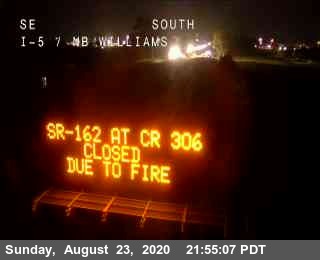 SE SOUTH
I-5 7 NB WILLIAMS
SR-162 AT CR 306
CLOSED
DUE TO FIRE
Sunday, August 23, 2020 21:55:07 PDT